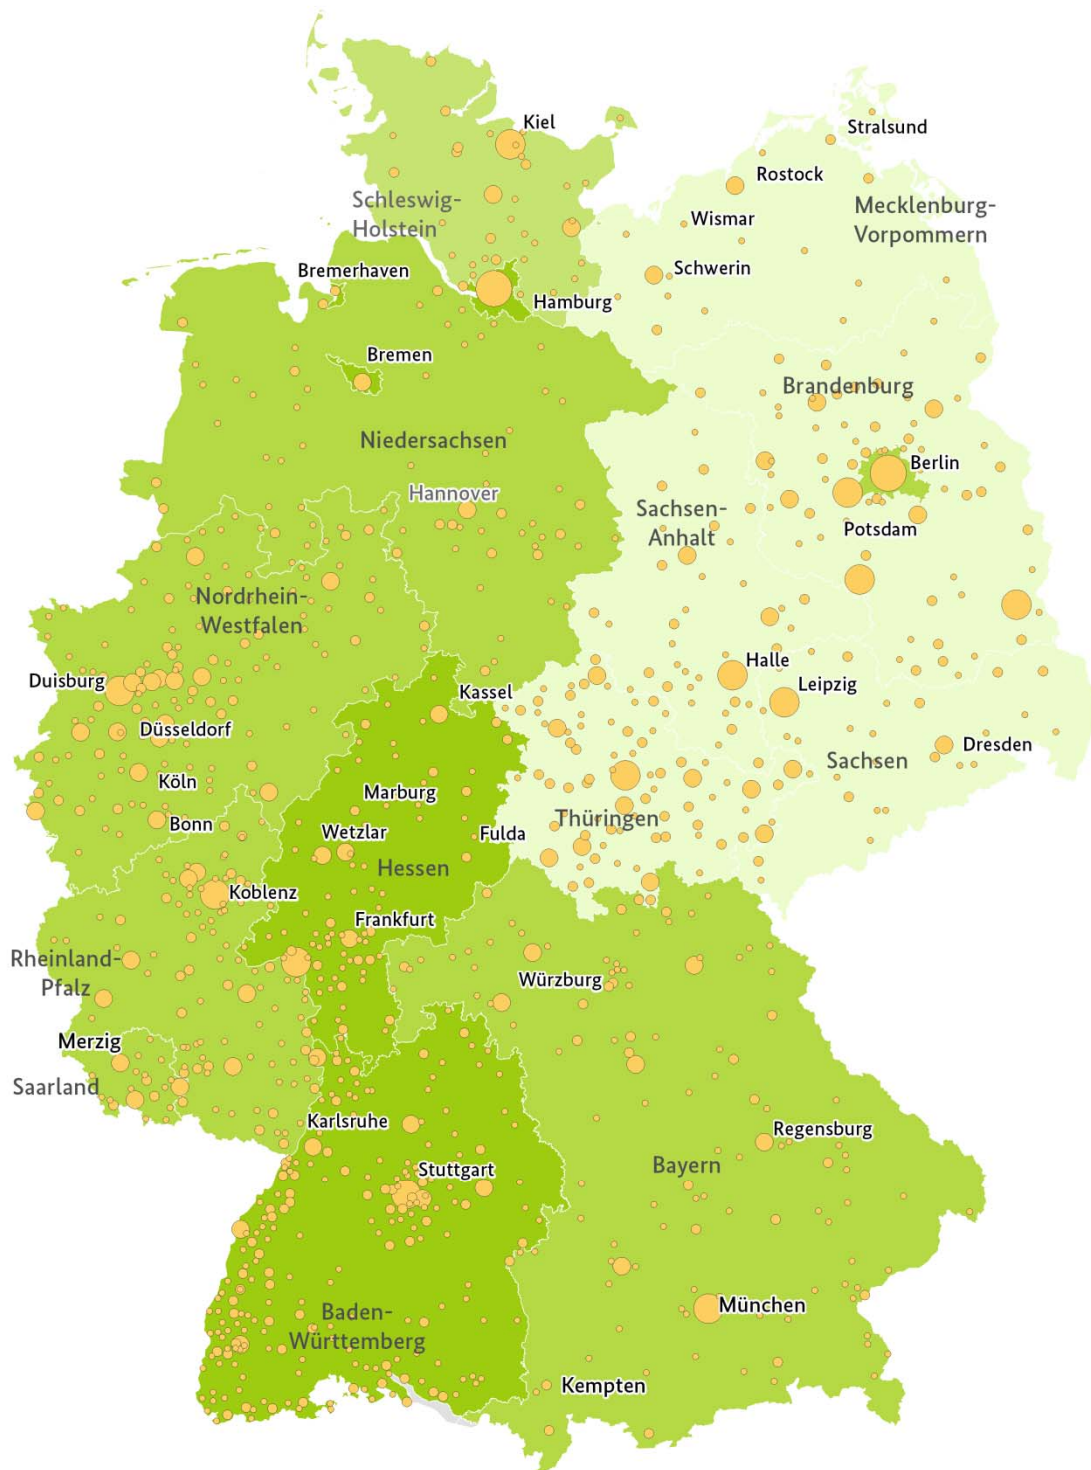 Kiel
Stralsund
Rostock
Schleswig-
Holstein
Wismar
Mecklenburg-
Vorpommern
Bremerhaven
Schwerin
Hamburg
Bremen
Brandenburg
Niedersachsen
Berlin
Hannover
Sachsen-
Anhalt
Potsdam
Nordrhein-
Westfalen
Halle
Duisburg
Leipzig
Kassel
Düsseldorf
Dresden
Sachsen
Köln
Marburg
Thüringen
Bonn
Wetzlar
Fulda
Hessen
Koblenz
Frankfurt
Rheinland-
Pfalz
Würzburg
Merzig
Saarland
Karlsruhe
Regensburg
Bayern
Stuttgart
München
Baden-
Württemberg
Kempten